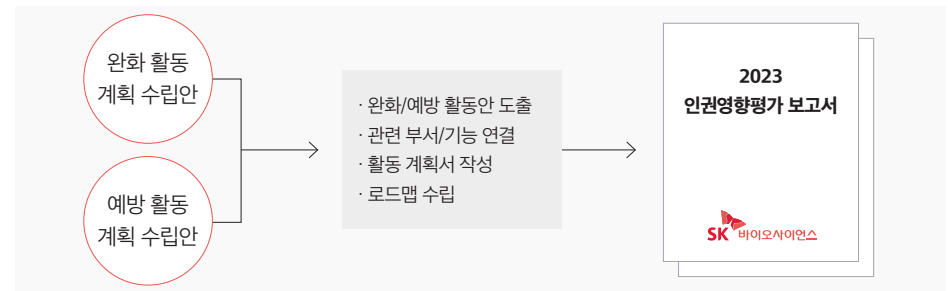 완화 활동
계획 수립안
예방 활동
계획 수립안
· 완화/예방 활동안 도출
· 관련 부서/기능 연결
· 활동 계획서 작성
· 로드맵 수립
2023
인권영향평가 보고서
SK 바이오사이언스